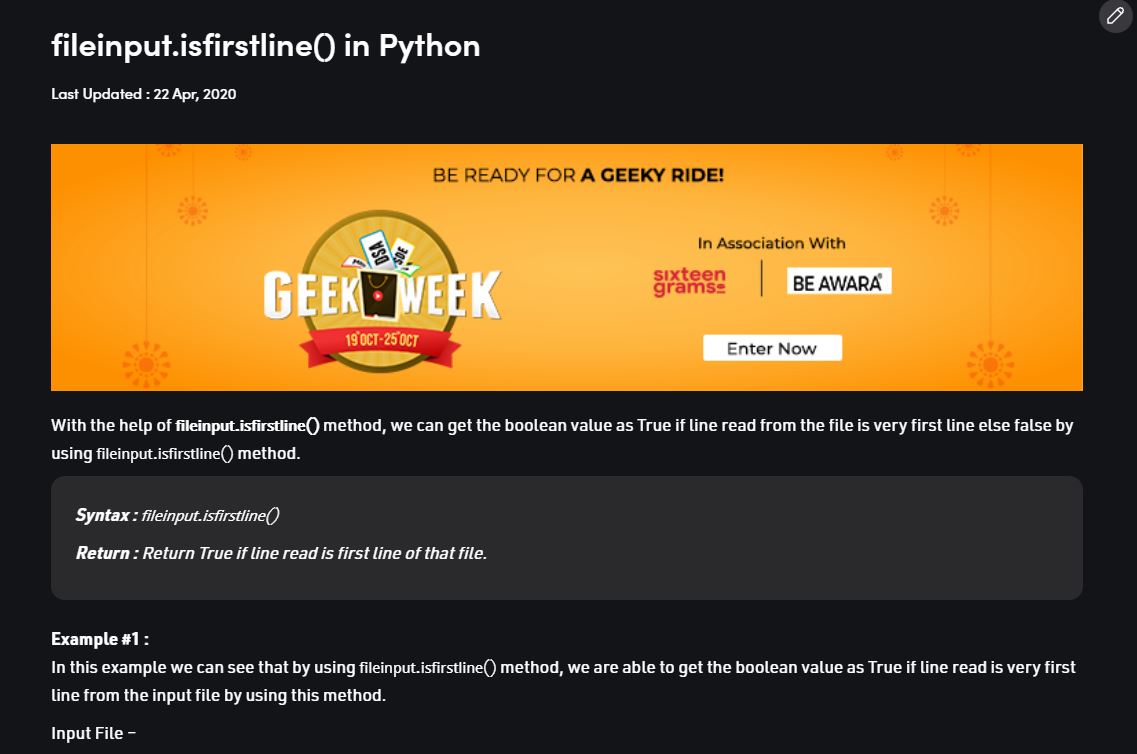 fileinput.isfirstline() in Python
Last Updated : 22 Apr, 2020
BE READY FOR A GEEKY RIDE!
DSA
SDE
GEEK WEEK
19thOCT-25thOCT
In Association With
sixteen
grams
BE AWARA
Enter Now
With the help of fileinput.isfirstline() method, we can get the boolean value as True if line read from the file is very first line else false by
using fileinput.isfirstline() method.
Syntax : fileinput.isfirstline()
Return : Return True if line read is first line of that file.
Example #1 :
In this example we can see that by using fileinput.isfirstline() method, we are able to get the boolean value as True if line read is very first
line from the input file by using this method.
Input File –